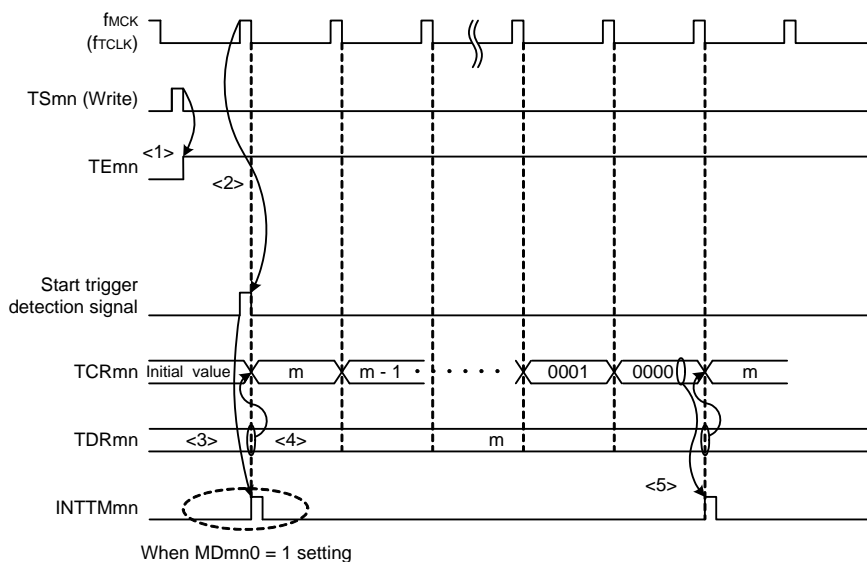 fMCK
(fTCLK)
TSmn (Write)
<1>
TEmn
<2>
Start trigger
detection signal
TCRmn
Initial value
m
m - 1
· · · · · ·
0001
0000
m
TDRmn
<3>
<4>
m
<5>
INTTMmn
When MDmn0 = 1 setting